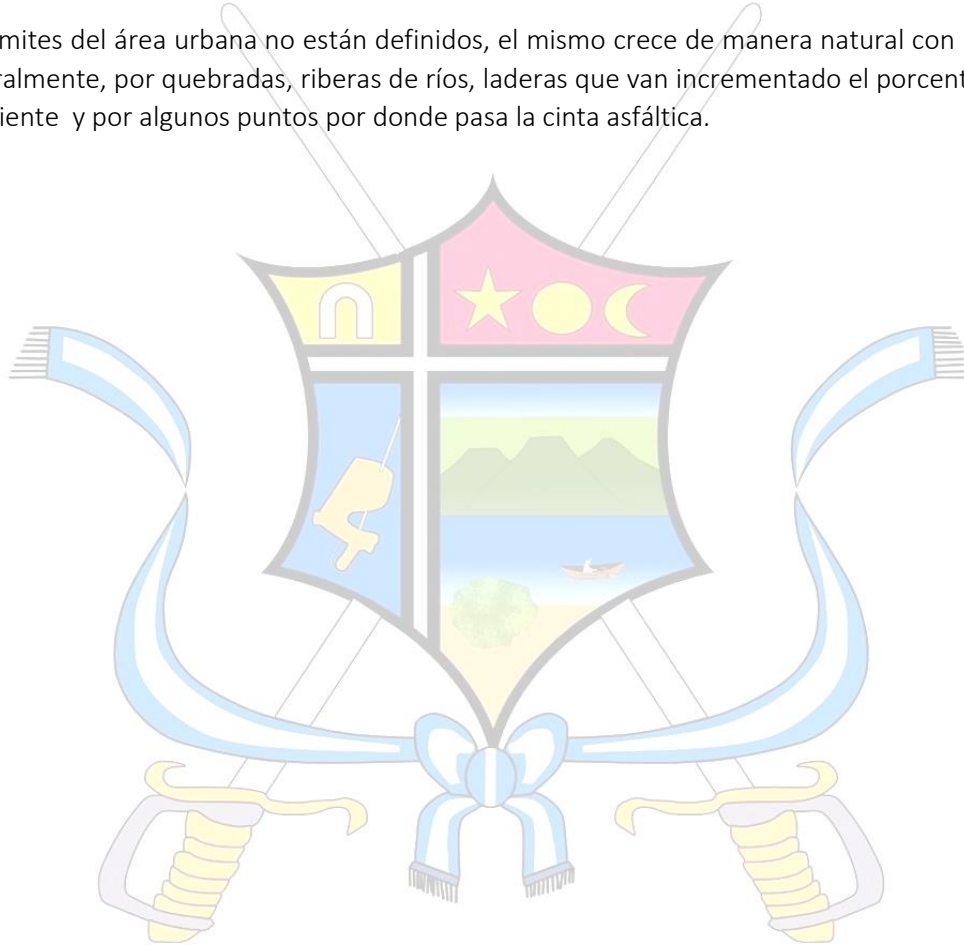 mites del área urbana no están definidos, el mismo crece de manera natural con
ralmente, por quebradas, riberas de ríos, laderas que van incrementado el porcent
iente y por algunos puntos por donde pasa la cinta asfáltica.